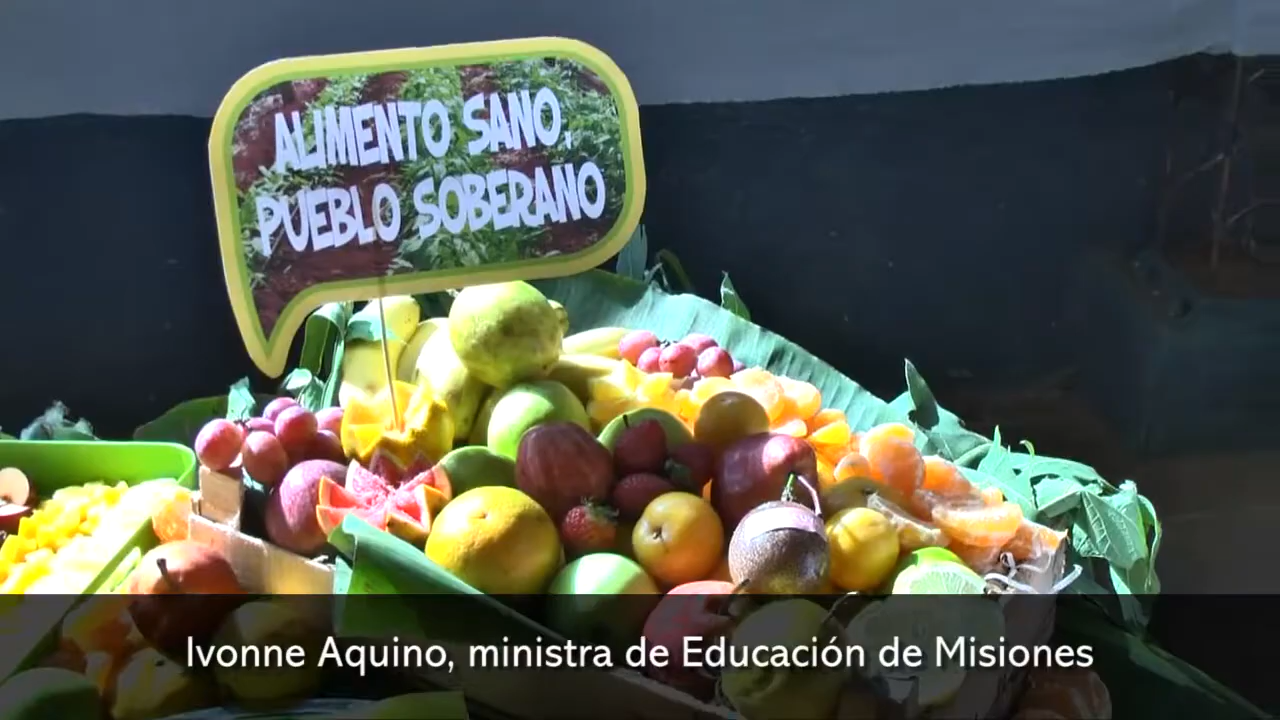 ALIMENTO SANO,
PUEBLO SOBERANO
Ivonne Aquino, ministra de Educación de Misiones